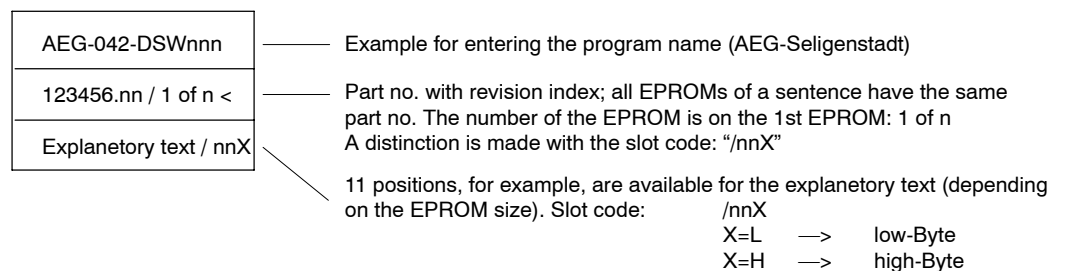 AEG-042-DSWnnn
Example for entering the program name (AEG-Seligenstadt)
123456.nn / 1 of n <
Part no. with revision index; all EPROMs of a sentence have the same
part no. The number of the EPROM is on the 1st EPROM: 1 of n
A distinction is made with the slot code: “/nnX”
Explanetory text / nnX
11 positions, for example, are available for the explanetory text (depending
on the EPROM size). Slot code: /nnX
X=L —> low-Byte
X=H —> high-Byte